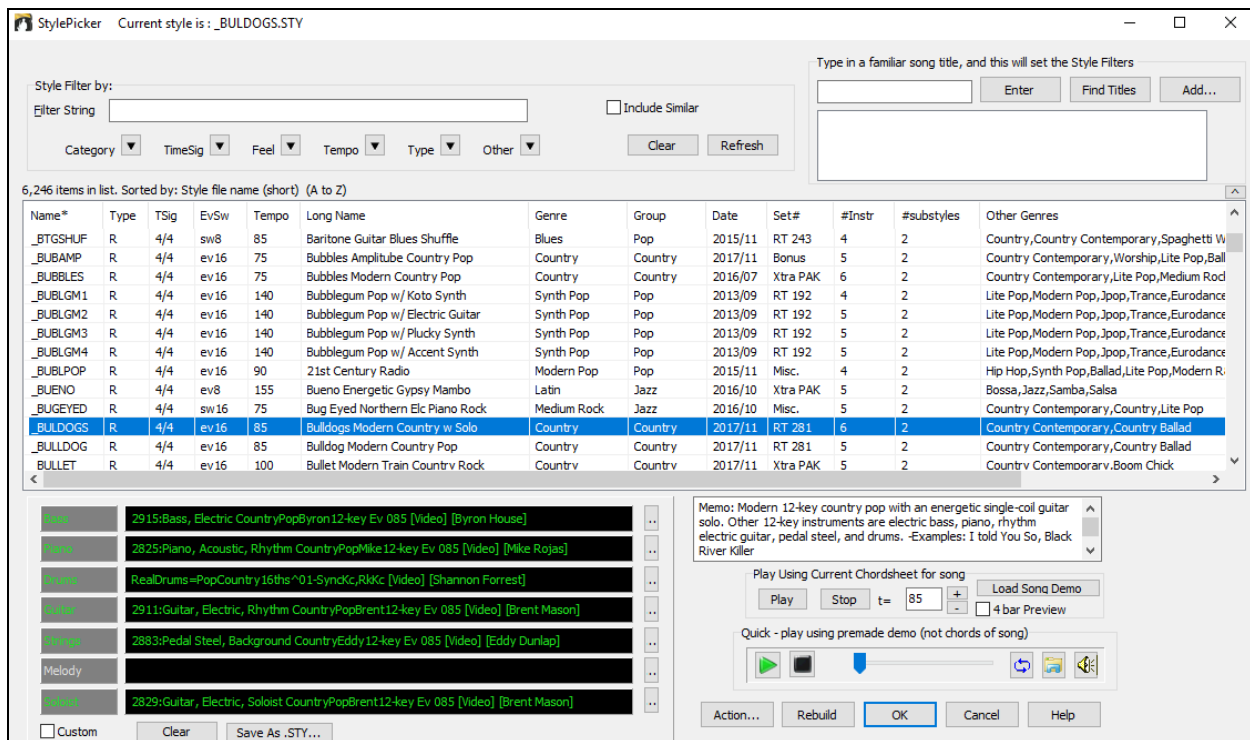 StylePicker Current style is : _BULDOGS.STY
Type in a familiar song title, and this will set the Style Filters
Enter Find Titles Add...
Style Filter by:
Filter String Include Similar
Category TimeSig Feel Tempo Type Other Clear Refresh
6,246 items in list. Sorted by: Style file name (short) (A to Z)
Name* Type TSig EvSw Tempo Long Name Genre Group Date Set# #Instr #substyles Other Genres
_BTGSHUF R 4/4 sw8 85 Baritone Guitar Blues Shuffle Blues Pop 2015/11 RT 243 4 2 Country,Country Contemporary,Spaghetti W
_BUBAMP R 4/4 ev16 75 Bubbles Amplitube Country Pop Country Country 2017/11 Bonus 5 2 Country Contemporary,Worship,Lite Pop,Ball
_BUBBLES R 4/4 ev16 75 Bubbles Modern Country Pop Country Country 2016/07 Xtra PAK 6 2 Country Contemporary,Lite Pop,Medium Rock
_BUBLGM1 R 4/4 ev16 140 Bubblegum Pop w/ Koto Synth Synth Pop Pop 2013/09 RT 192 4 2 Lite Pop,Modern Pop,Jpop,Trance,Eurodance
_BUBLGM2 R 4/4 ev16 140 Bubblegum Pop w/ Electric Guitar Synth Pop Pop 2013/09 RT 192 5 2 Lite Pop,Modern Pop,Jpop,Trance,Eurodance
_BUBLGM3 R 4/4 ev16 140 Bubblegum Pop w/ Plucky Synth Synth Pop Pop 2013/09 RT 192 5 2 Lite Pop,Modern Pop,Jpop,Trance,Eurodance
_BUBLGM4 R 4/4 ev16 140 Bubblegum Pop w/ Accent Synth Synth Pop Pop 2013/09 RT 192 5 2 Lite Pop,Modern Pop,Jpop,Trance,Eurodance
_BUBLPOP R 4/4 ev16 90 21st Century Radio Modern Pop Pop 2015/11 Misc. 4 2 Hip Hop,Synth Pop,Ballad,Lite Pop,Modern R
_BUENO R 4/4 ev8 155 Bueno Energetic Gypsy Mambo Latin Jazz 2016/10 Xtra PAK 5 2 Bossa,Jazz,Samba,Salsa
_BUGEYED R 4/4 sw16 75 Bug Eyed Northern Elc Piano Rock Medium Rock Jazz 2016/10 Misc. 5 2 Country Contemporary,Country,Lite Pop
_BULDOGS R 4/4 ev16 85 Bulldogs Modern Country w Solo Country Country 2017/11 RT 281 6 2 Country Contemporary,Country Ballad
_BULLDOG R 4/4 ev16 85 Bulldog Modern Country Pop Country Country 2017/11 RT 281 5 2 Country Contemporary,Country Ballad
_BULLET R 4/4 ev16 100 Bullet Modern Train Country Rock Country Country 2017/11 Xtra PAK 5 2 Country Contemporary,Boom Chick
Bass 2915:Bass, Electric CountryPopByron12-key Ev 085 [Video] [Byron House] ..
Piano 2825:Piano, Acoustic, Rhythm CountryPopMike12-key Ev 085 [Video] [Mike Rojas] ..
Drums RealDrums=PopCountry16ths^01-SyncKc,RkKc [Video] [Shannon Forrest] ..
Guitar 2911:Guitar, Electric, Rhythm CountryPopBrent12-key Ev 085 [Video] [Brent Mason] ..
Strings 2883:Pedal Steel, Background CountryEddy12-key Ev 085 [Video] [Eddy Dunlap] ..
Melody ..
Soloist 2829:Guitar, Electric, Soloist CountryPopBrent12-key Ev 085 [Video] [Brent Mason] ..
Custom Clear Save As .STY...
Memo: Modern 12-key country pop with an energetic single-coil guitar
solo. Other 12-key instruments are electric bass, piano, rhythm
electric guitar, pedal steel, and drums. -Examples: I told You So, Black
River Killer
Play Using Current Chordsheet for song
Play Stop t= 85 + - Load Song Demo
4 bar Preview
Quick - play using premade demo (not chords of song)
Action... Rebuild OK Cancel Help